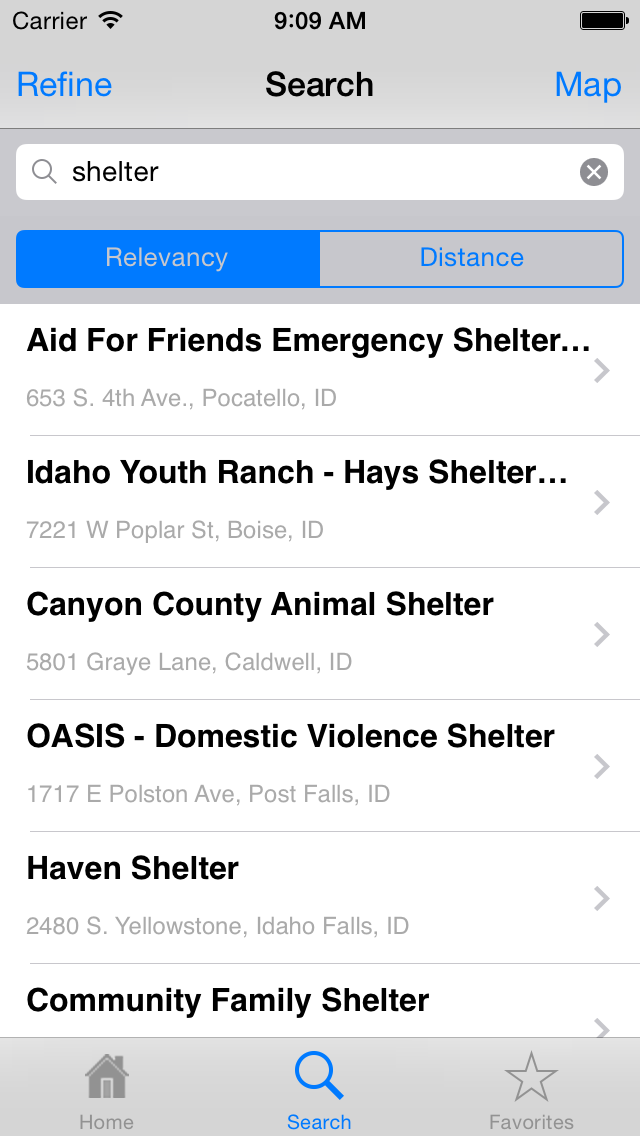 Carrier 9:09 AM
Refine Search Map
shelter
Relevancy Distance
Aid For Friends Emergency Shelter...
653 S. 4th Ave., Pocatello, ID
Idaho Youth Ranch - Hays Shelter...
7221 W Poplar St, Boise, ID
Canyon County Animal Shelter
5801 Graye Lane, Caldwell, ID
OASIS - Domestic Violence Shelter
1717 E Polston Ave, Post Falls, ID
Haven Shelter
2480 S. Yellowstone, Idaho Falls, ID
Community Family Shelter
Home Search Favorites